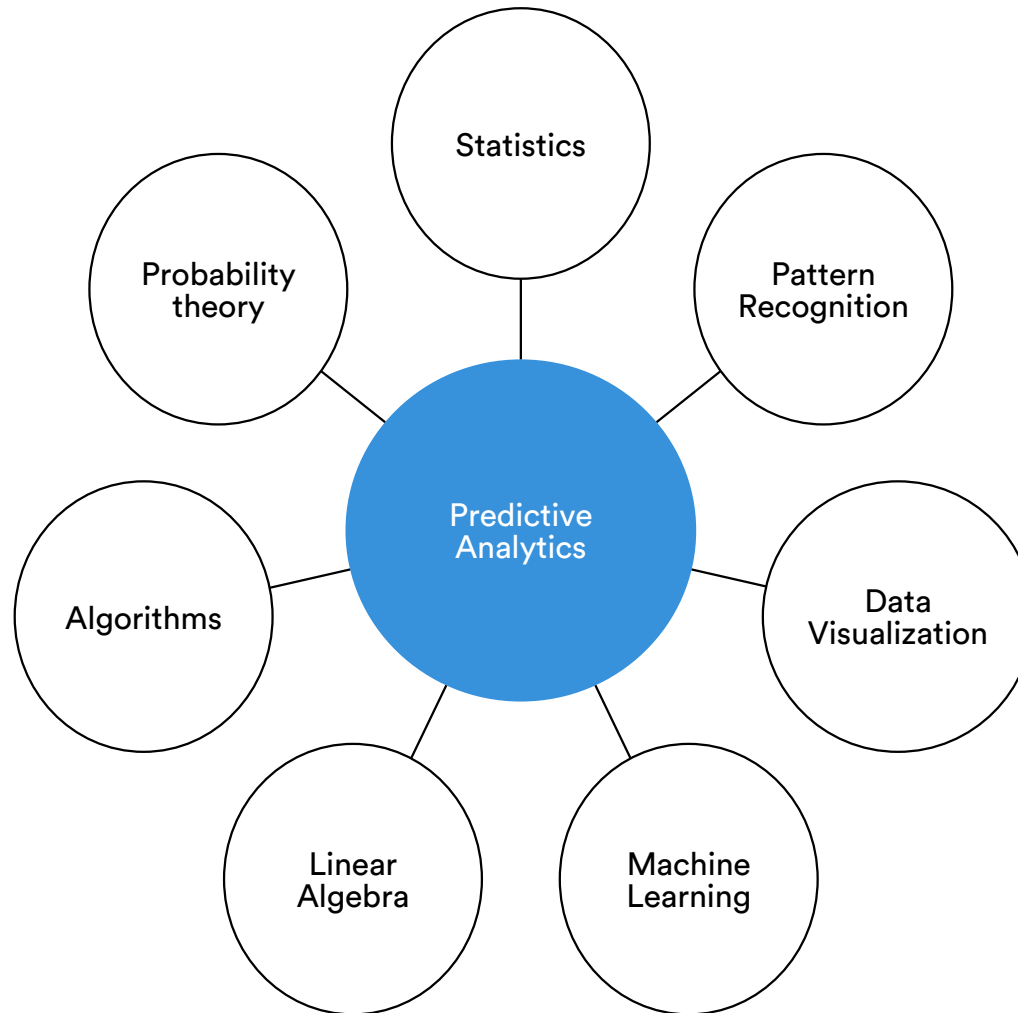 Statistics
Probability
theory
Pattern
Recognition
Predictive
Analytics
Algorithms
Data
Visualization
Linear
Algebra
Machine
Learning